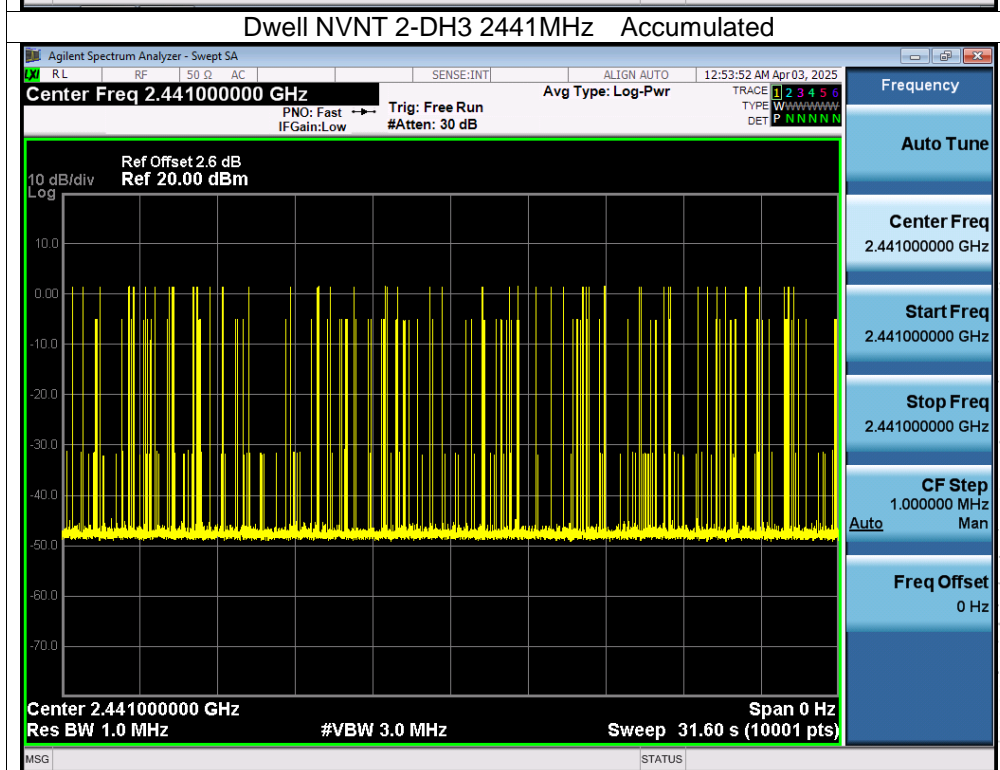 Dwell NVNT 2-DH3 2441MHz Accumulated
Agilent Spectrum Analyzer - Swept SA
RL RF 50 Ω AC SENSE:INT ALIGN AUTO 12:53:52 AM Apr 03, 2025
Center Freq 2.441000000 GHz Avg Type: Log-Pwr TRACE 1 2 3 4 5 6
PNO: Fast Trig: Free Run TYPE WWWWWW
IFGain:Low #Atten: 30 dB DET P NNNNN
Frequency
Auto Tune
Ref Offset 2.6 dB
10 dB/div Ref 20.00 dBm
Log
10.0
0.00
-10.0
-20.0
-30.0
-40.0
-50.0
-60.0
-70.0
Center Freq
2.441000000 GHz
Start Freq
2.441000000 GHz
Stop Freq
2.441000000 GHz
CF Step
1.000000 MHz
Auto Man
Freq Offset
0 Hz
Center 2.441000000 GHz Span 0 Hz
Res BW 1.0 MHz #VBW 3.0 MHz Sweep 31.60 s (10001 pts)
MSG STATUS